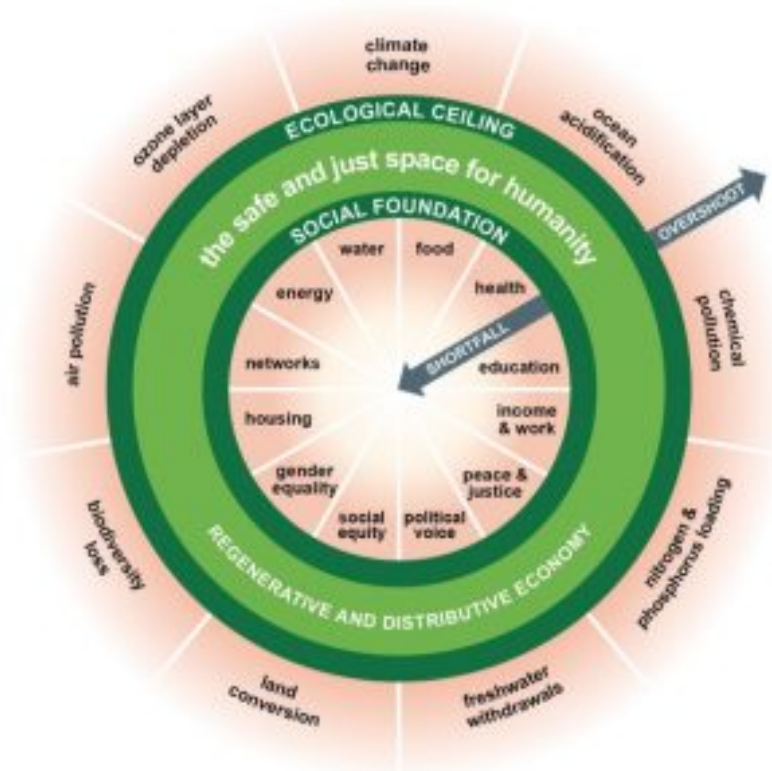 climate
change
ozone layer
depletion
ocean
acidification
ECOLOGICAL CEILING
the safe and just space for humanity
OVERSHOOT
SOCIAL FOUNDATION
water
food
energy
health
air pollution
chemical
pollution
SHORTFALL
networks
education
housing
income
& work
gender
equality
peace &
justice
social
equity
political
voice
biodiversity
loss
nitrogen &
phosphorus loading
REGENERATIVE AND DISTRIBUTIVE ECONOMY
land
conversion
freshwater
withdrawals